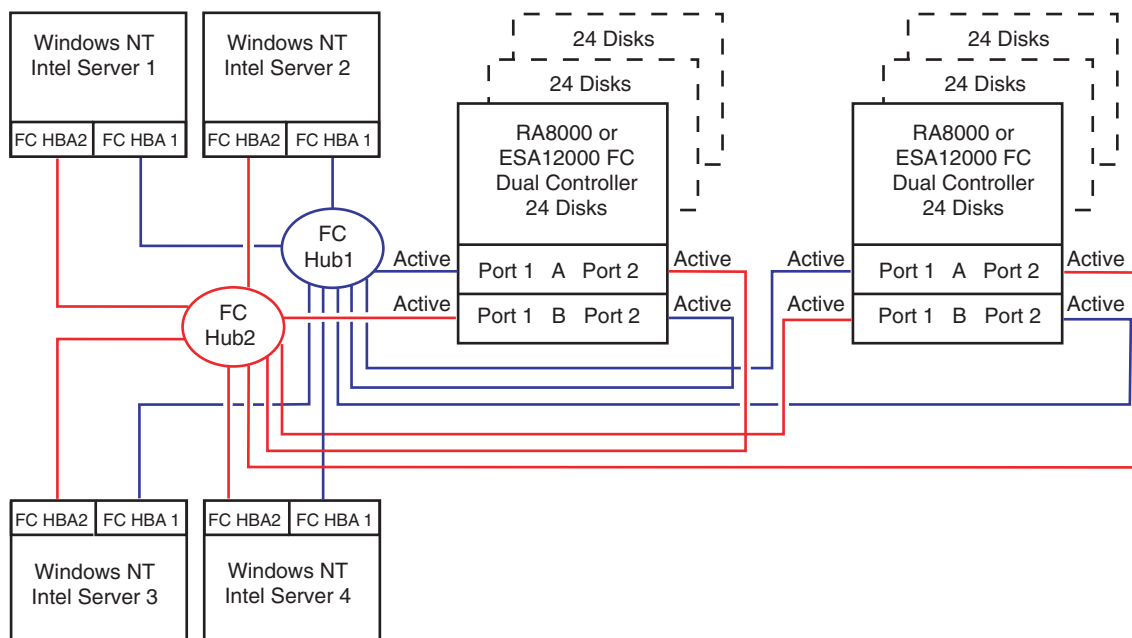 Windows NT
Intel Server 1
FC HBA2 FC HBA 1
Windows NT
Intel Server 2
FC HBA2 FC HBA 1
24 Disks
24 Disks
RA8000 or
ESA12000 FC
Dual Controller
24 Disks
24 Disks
24 Disks
RA8000 or
ESA12000 FC
Dual Controller
24 Disks
FC
Hub1
FC
Hub2
Active
Port 1 A Port 2
Active
Active
Port 1 B Port 2
Active
Active
Port 1 A Port 2
Active
Active
Port 1 B Port 2
Active
FC HBA2 FC HBA 1
Windows NT
Intel Server 3
FC HBA2 FC HBA 1
Windows NT
Intel Server 4